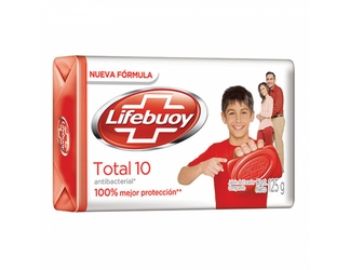 NUEVA FÓRMULA
Lifebuoy
Total 10
antibacterial*
100% mejor protección**
125 g